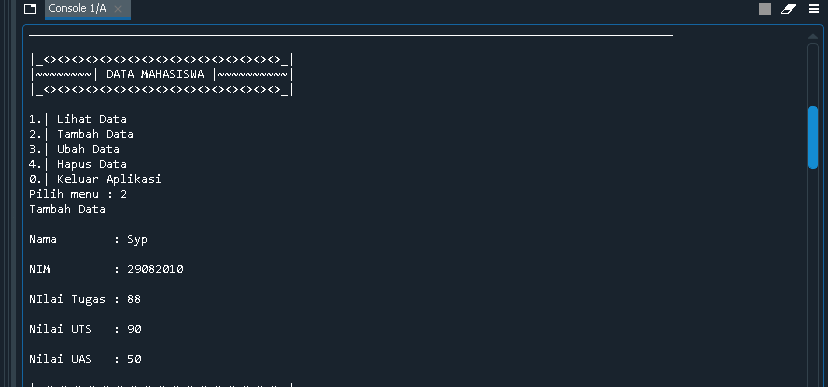 Console 1/A
|_<><><><><><><><><><><><><><><><><>_|
|~~~~~~~~| DATA MAHASISWA |~~~~~~~~~~|
|_<><><><><><><><><><><><><><><><><>_|
1.| Lihat Data
2.| Tambah Data
3.| Ubah Data
4.| Hapus Data
0.| Keluar Aplikasi
Pilih menu : 2
Tambah Data
Nama        : Syp
NIM         : 29082010
NIlai Tugas : 88
Nilai UTS   : 90
Nilai UAS   : 50